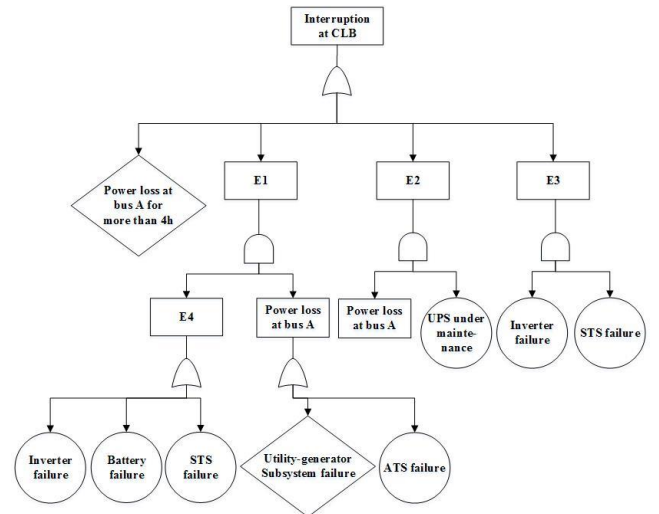 Interruption
at CLB
Power loss at
bus A for
more than 4h
E1
E2
E3
E4
Power loss
at bus A
Power loss
at bus A
UPS under
mainte-
nance
Inverter
failure
STS failure
Inverter
failure
Battery
failure
STS
failure
Utility-generator
Subsystem failure
ATS failure